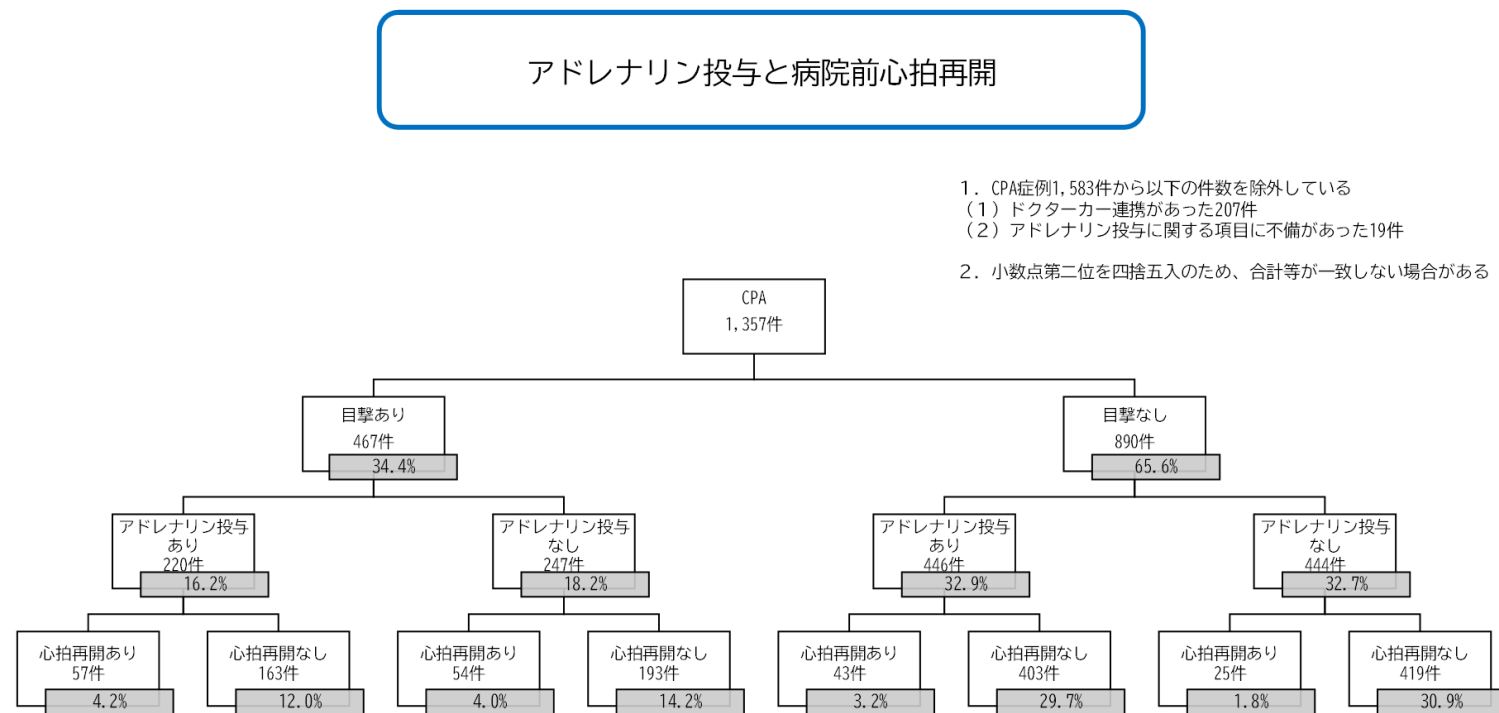 アドレナリン投与と病院前心拍再開
1．CPA症例1,583件から以下の件数を除外している
（1）ドクターカー連携があった207件
（2）アドレナリン投与に関する項目に不備があった19件
2．小数点第二位を四捨五入のため、合計等が一致しない場合がある
CPA
1,357件
目撃あり
467件
34.4%
目撃なし
890件
65.6%
アドレナリン投与
あり
220件
16.2%
アドレナリン投与
なし
247件
18.2%
アドレナリン投与
あり
446件
32.9%
アドレナリン投与
なし
444件
32.7%
心拍再開あり
57件
4.2%
心拍再開なし
163件
12.0%
心拍再開あり
54件
4.0%
心拍再開なし
193件
14.2%
心拍再開あり
43件
3.2%
心拍再開なし
403件
29.7%
心拍再開あり
25件
1.8%
心拍再開なし
419件
30.9%